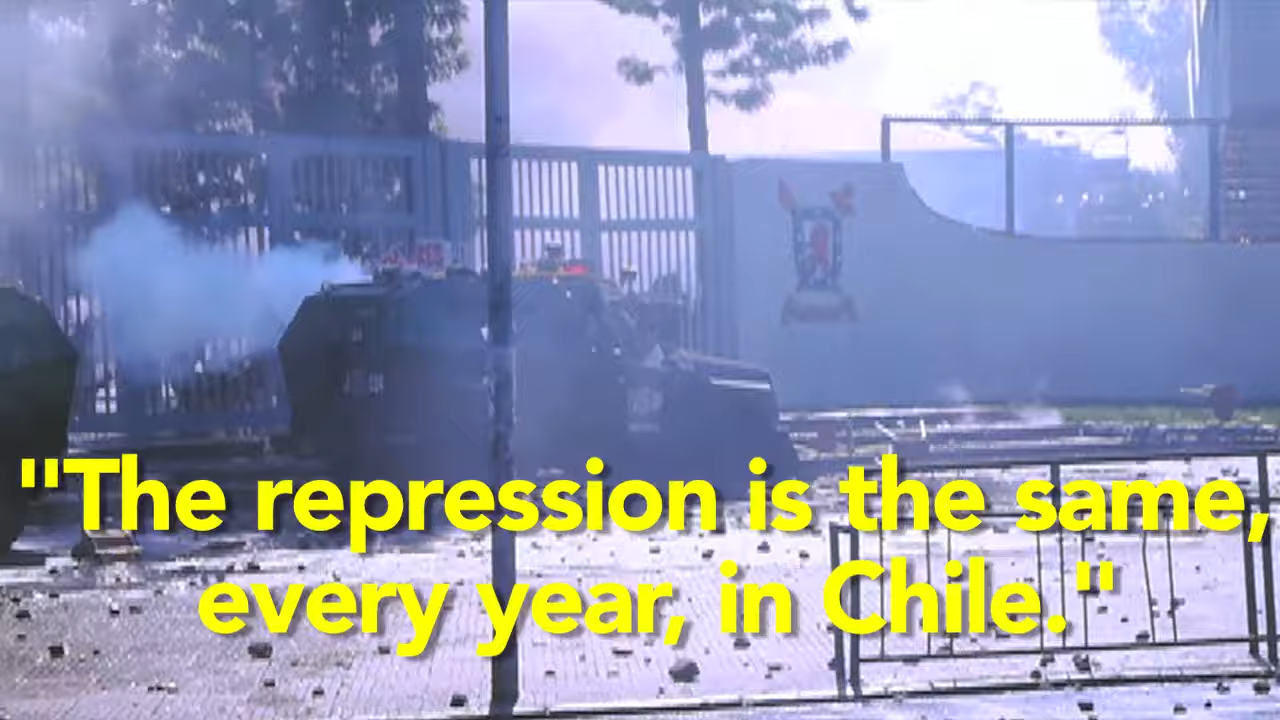 "The repression is the same,
every year, in Chile."